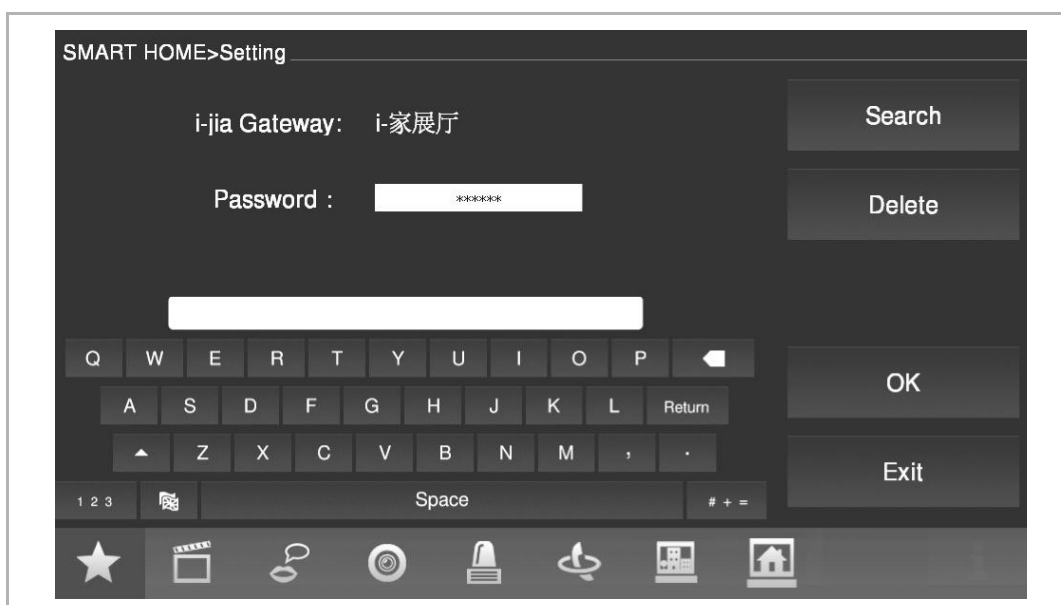 SMART HOME>Setting
i-jia Gateway: i-家展厅
Search
Password : ******
Delete
Q W E R T Y U I O P
OK
A S D F G H J K L Return
Z X C V B N M , .
Exit
1 2 3 Space # + =